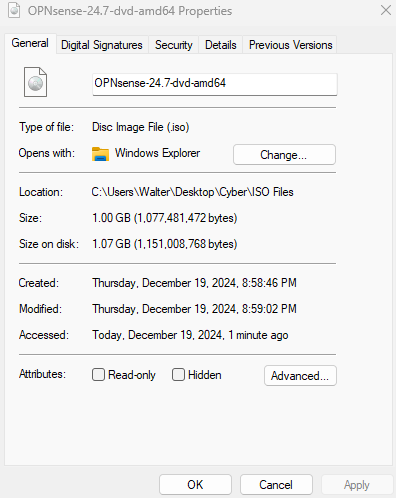 OPNsense-24.7-dvd-amd64 Properties
General Digital Signatures Security Details Previous Versions
OPNsense-24.7-dvd-amd64
Type of file: Disc Image File (.iso)
Opens with: Windows Explorer Change...
Location: C:\Users\Walter\Desktop\Cyber\ISO Files
Size: 1.00 GB (1,077,481,472 bytes)
Size on disk: 1.07 GB (1,151,008,768 bytes)
Created: Thursday, December 19, 2024, 8:58:46 PM
Modified: Thursday, December 19, 2024, 8:59:02 PM
Accessed: Today, December 19, 2024, 1 minute ago
Attributes: Read-only Hidden Advanced...
OK Cancel Apply